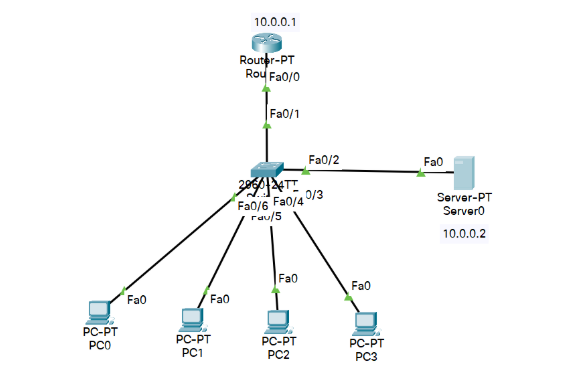 10.0.0.1
Router-PT
Rou
Fa0/0
Fa0/1
Fa0/2
Fa0
2960-24TT
0/3
Fa0/4
Fa0/6
Fa0/5
Server-PT
Server0
10.0.0.2
Fa0
Fa0
Fa0
Fa0
PC-PT
PC0
PC-PT
PC1
PC-PT
PC2
PC-PT
PC3